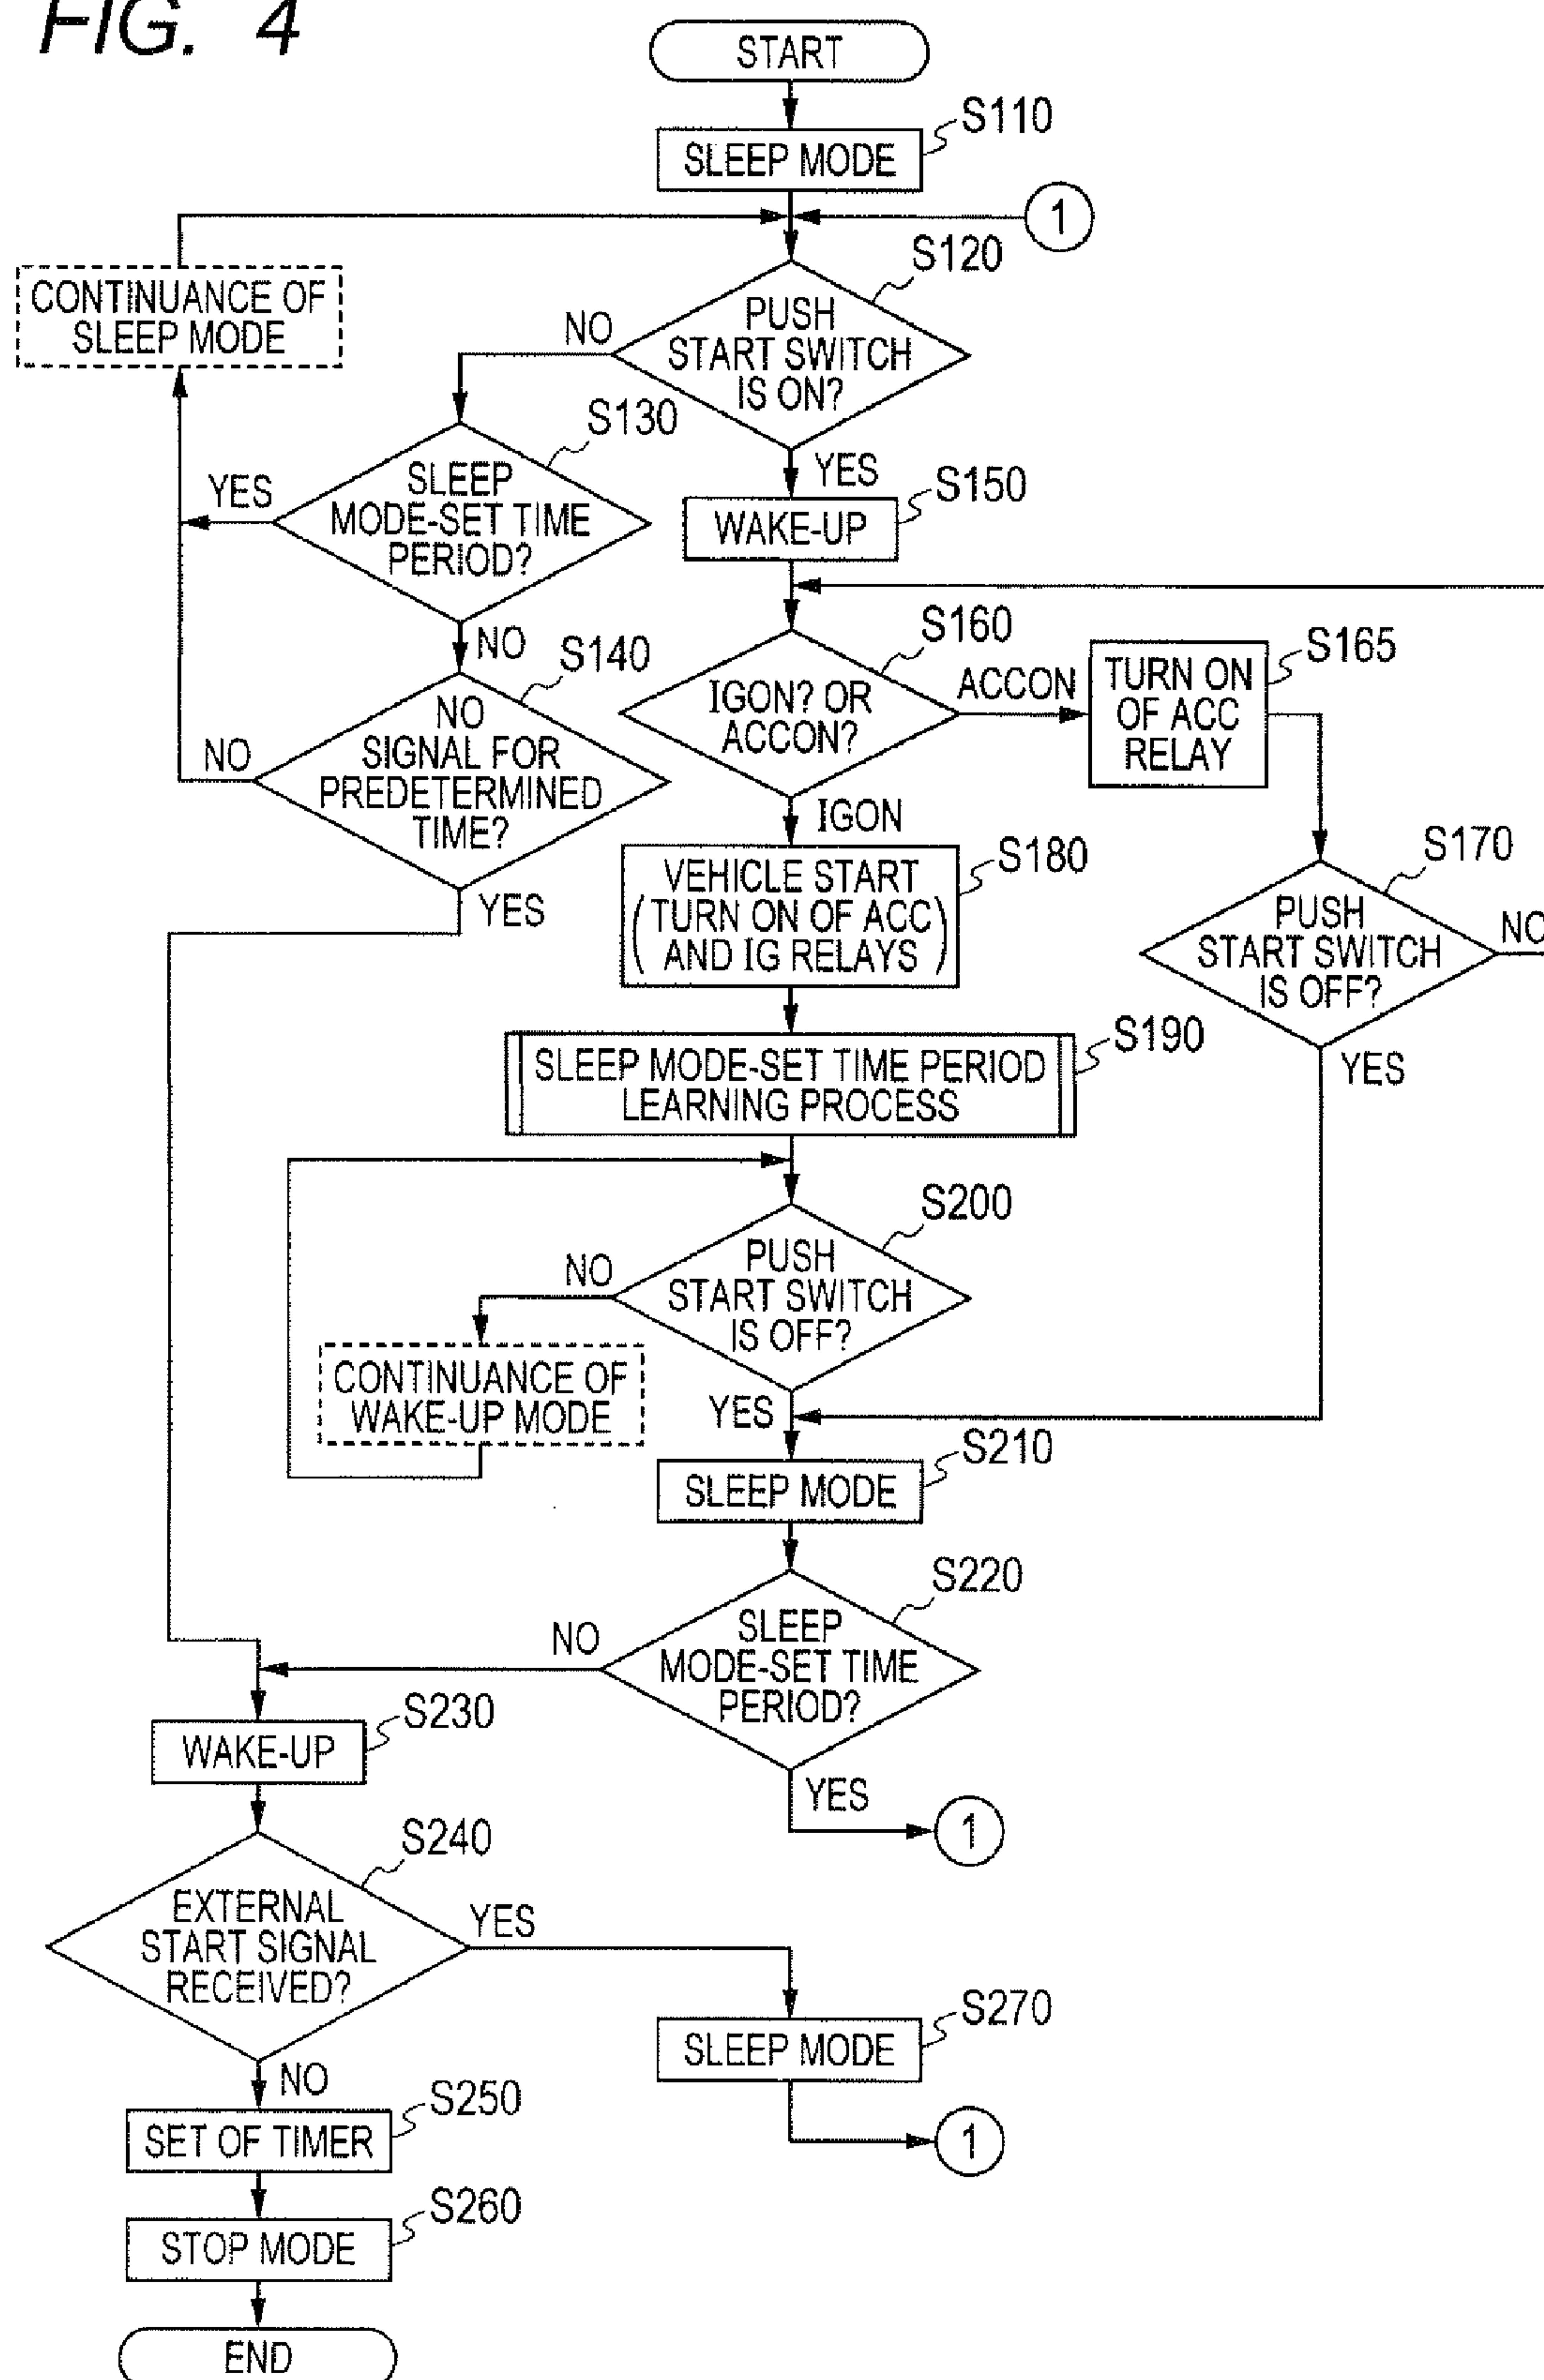 FIG. 4
START
S110
SLEEP MODE
1
S120
CONTINUANCE OF
SLEEP MODE
NO
PUSH
START SWITCH
IS ON?
S130
YES
SLEEP
MODE-SET TIME
PERIOD?
YES
S150
WAKE-UP
NO
S140
S160
IGON? OR
ACCON?
ACCON
S165
TURN ON
OF ACC
RELAY
NO
NO
SIGNAL FOR
PREDETERMINED
TIME?
YES
IGON
S180
VEHICLE START
(TURN ON OF ACC
AND IG RELAYS)
S170
PUSH
START SWITCH
IS OFF?
NO
YES
S190
SLEEP MODE-SET TIME PERIOD
LEARNING PROCESS
S200
NO
PUSH
START SWITCH
IS OFF?
CONTINUANCE OF
WAKE-UP MODE
YES
S210
SLEEP MODE
S220
NO
SLEEP
MODE-SET TIME
PERIOD?
S230
WAKE-UP
YES
1
S240
EXTERNAL
START SIGNAL
RECEIVED?
YES
S270
SLEEP MODE
NO
S250
SET OF TIMER
1
S260
STOP MODE
END